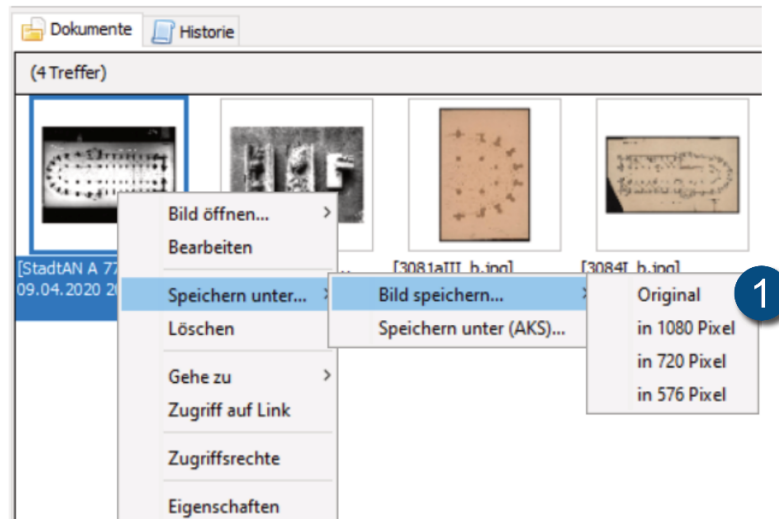 Dokumente
Historie
(4 Treffer)
[StadtAN A 77
[3081aIII_b.jpg]
[3084I_b.jpg]
09.04.2020 20
Bild öffnen...
Bearbeiten
Speichern unter...
Löschen
Gehe zu
Zugriff auf Link
Zugriffsrechte
Eigenschaften
Bild speichern...
Speichern unter (AKS)...
Original
in 1080 Pixel
in 720 Pixel
in 576 Pixel
1